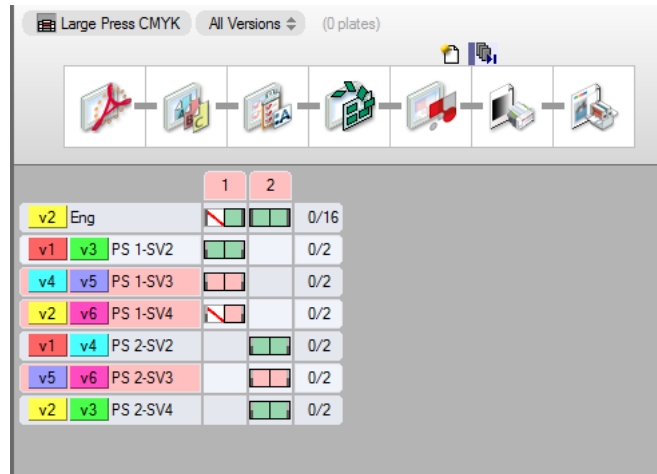 Large Press CMYK All Versions (0 plates)
1 2
v2 Eng 0/16
v1 v3 PS 1-SV2 0/2
v4 v5 PS 1-SV3 0/2
v2 v6 PS 1-SV4 0/2
v1 v4 PS 2-SV2 0/2
v5 v6 PS 2-SV3 0/2
v2 v3 PS 2-SV4 0/2